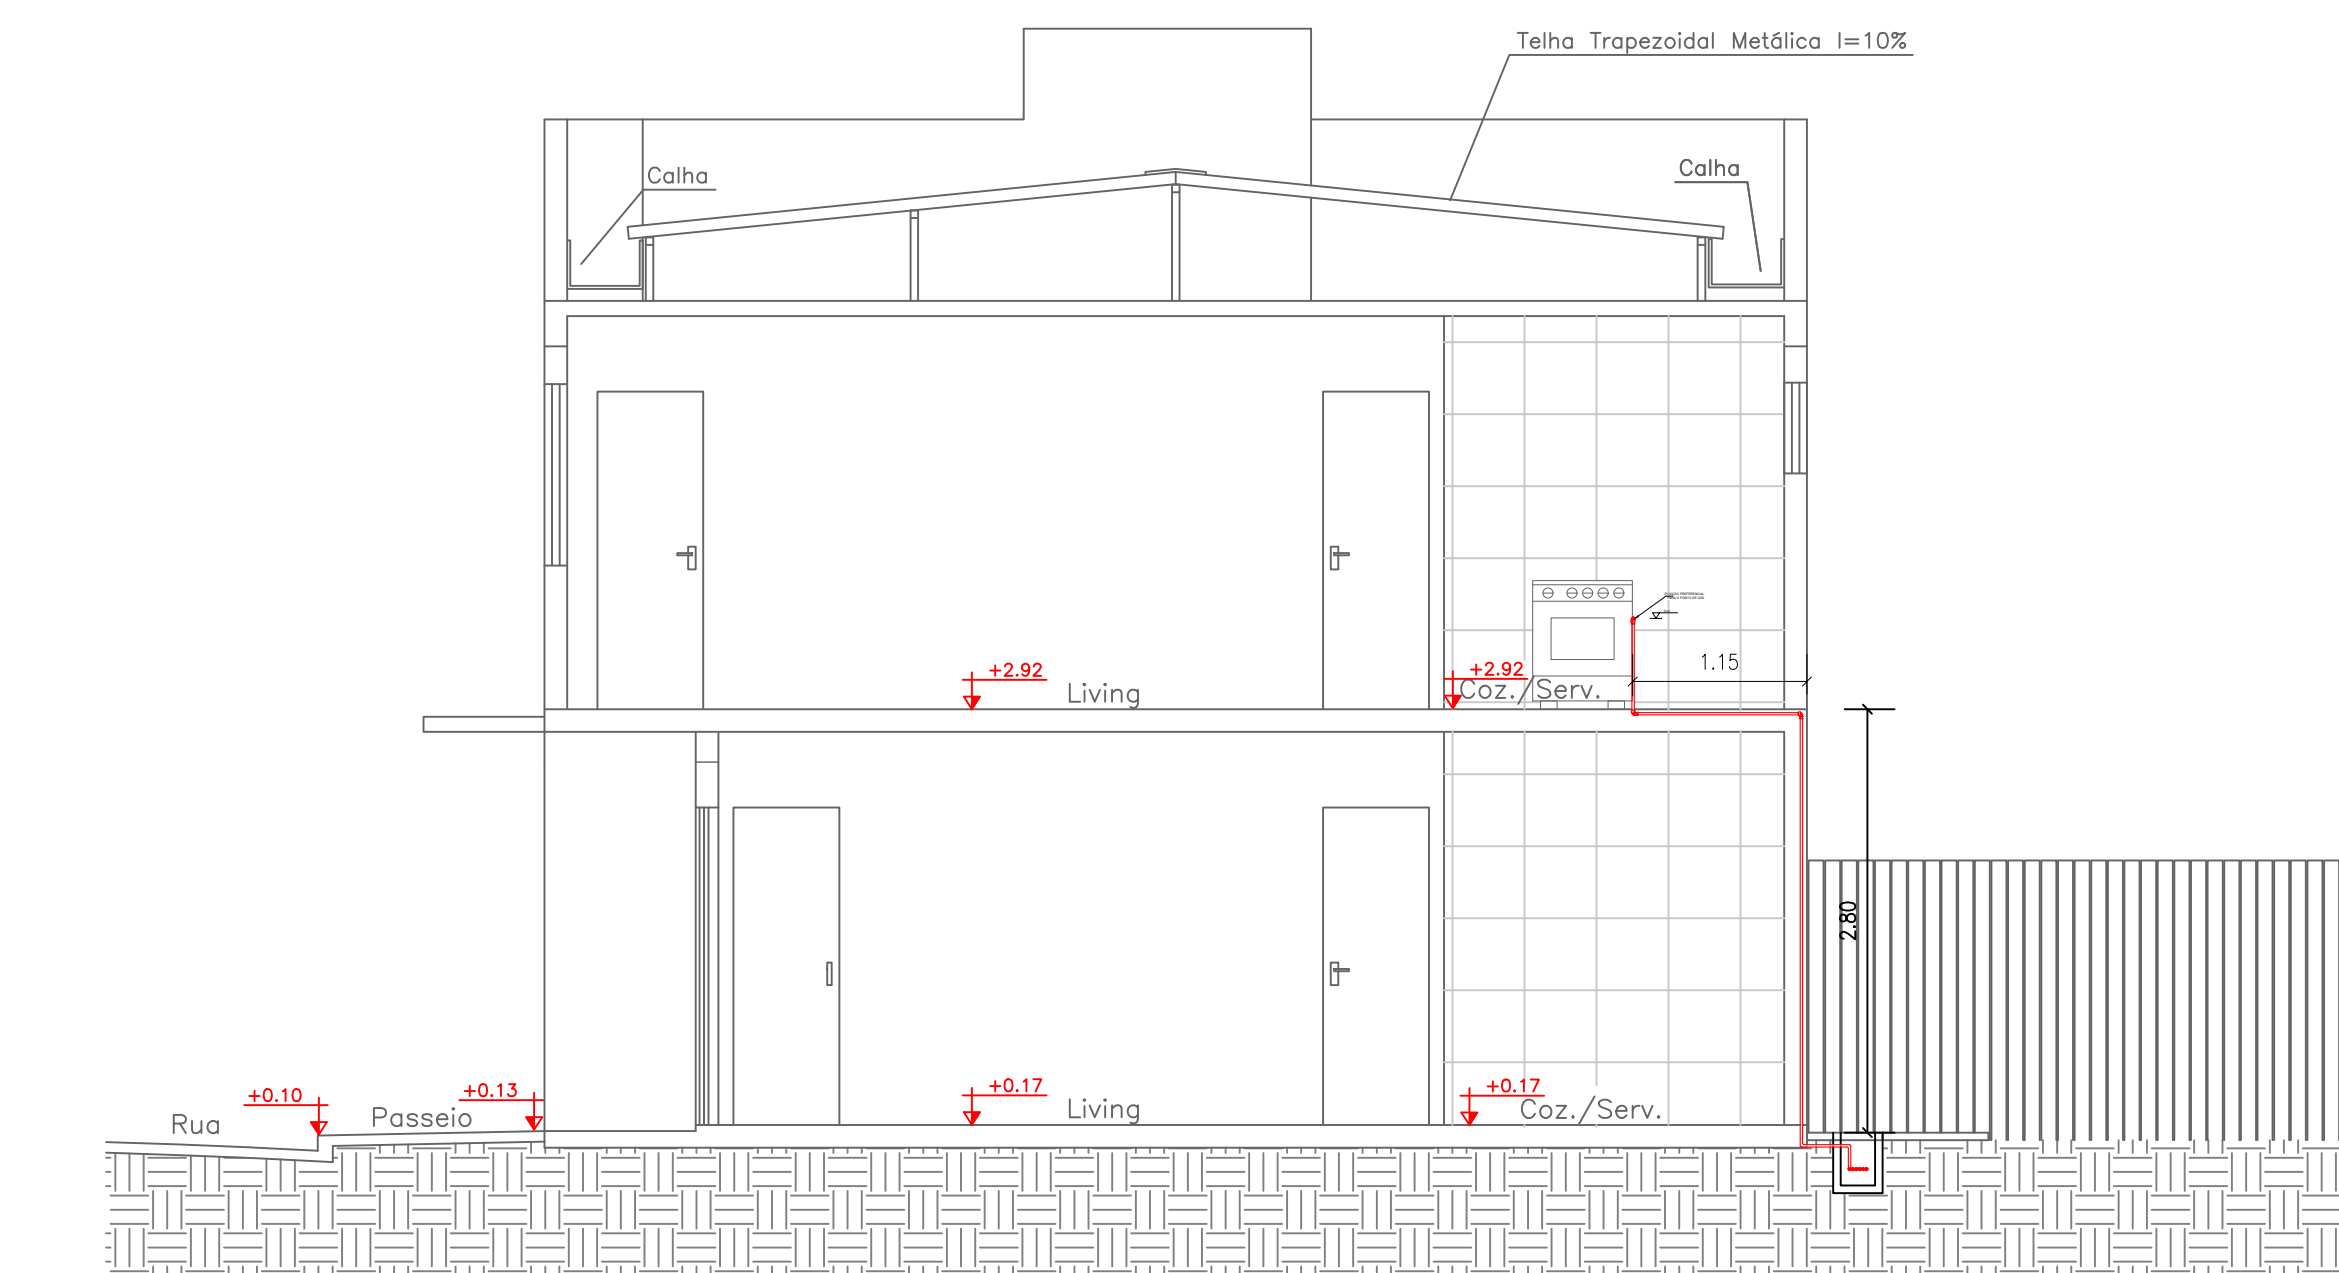 Telha Trapezoidal Metálica I=10%
Calha
Calha
+2.92
Living
+2.92
Coz./Serv.
1.15
2.80
+0.10
Rua
+0.13
Passeio
+0.17
Living
+0.17
Coz./Serv.